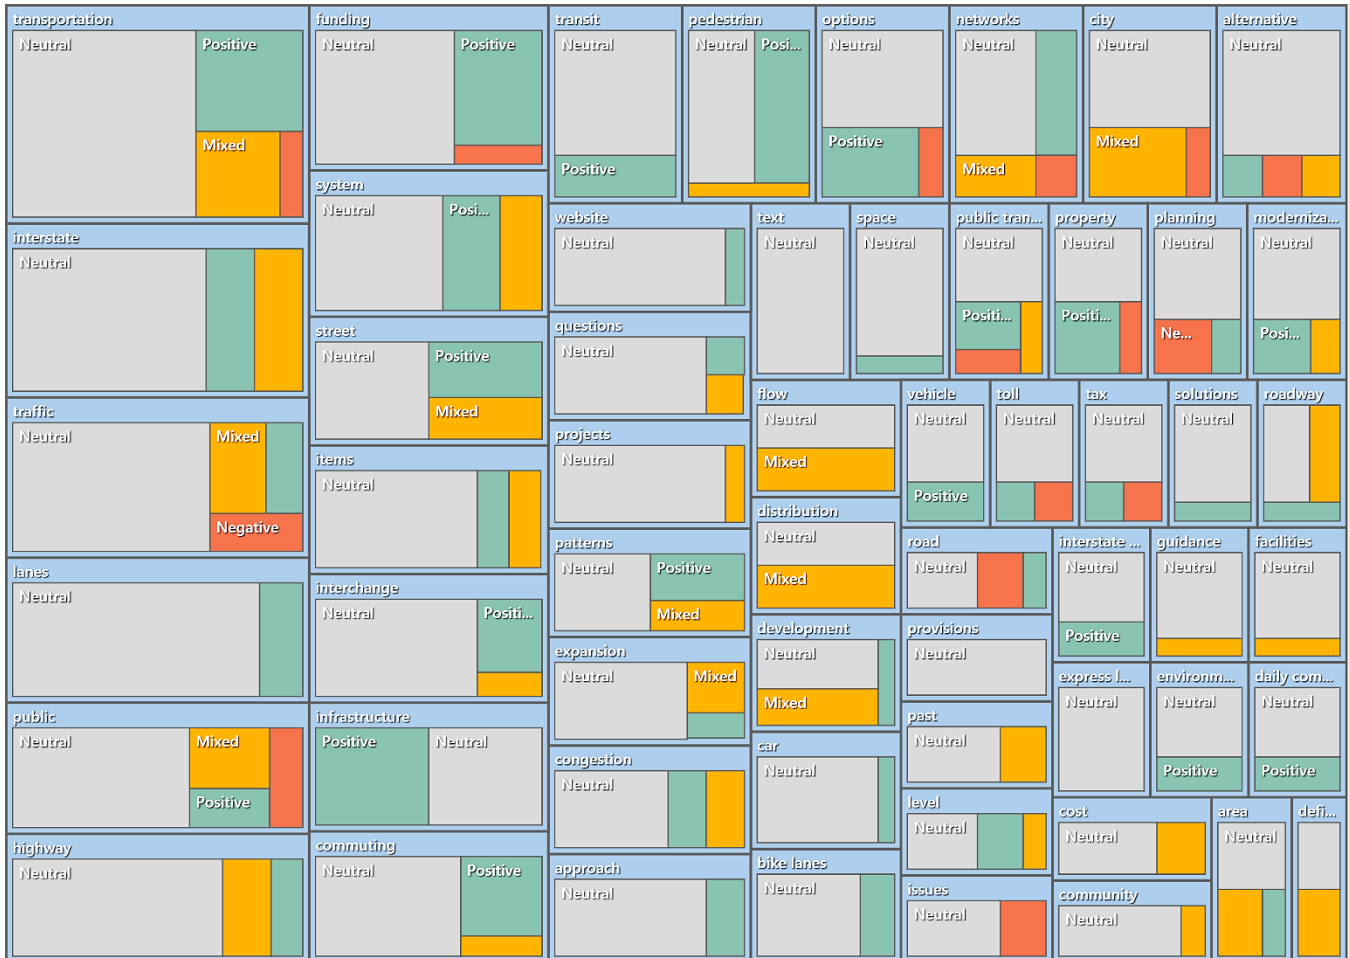 transportation
Neutral
Positive
Mixed
interstate
Neutral
traffic
Neutral
Mixed
Negative
lanes
Neutral
public
Neutral
Mixed
Positive
highway
Neutral
funding
Neutral
Positive
system
Neutral
Posi...
street
Neutral
Positive
Mixed
items
Neutral
interchange
Neutral
Positi...
infrastructure
Positive
Neutral
commuting
Neutral
Positive
transit
Neutral
Positive
pedestrian
Neutral
Posi...
options
Neutral
Positive
networks
Neutral
Mixed
city
Neutral
Mixed
alternative
Neutral
website
Neutral
questions
Neutral
projects
Neutral
patterns
Neutral
Positive
Mixed
expansion
Neutral
Mixed
congestion
Neutral
approach
Neutral
text
Neutral
space
Neutral
public tran...
Neutral
Positi...
property
Neutral
Positi...
planning
Neutral
Ne...
moderniza...
Neutral
Posi...
flow
Neutral
Mixed
distribution
Neutral
Mixed
development
Neutral
Mixed
car
Neutral
bike lanes
Neutral
vehicle
Neutral
Positive
toll
Neutral
tax
Neutral
solutions
Neutral
roadway
Neutral
road
Neutral
provisions
Neutral
past
Neutral
level
Neutral
issues
Neutral
interstate ...
Neutral
Positive
guidance
Neutral
facilities
Neutral
express l...
Neutral
environm...
Neutral
Positive
daily com...
Neutral
Positive
cost
Neutral
community
Neutral
area
Neutral
defi...